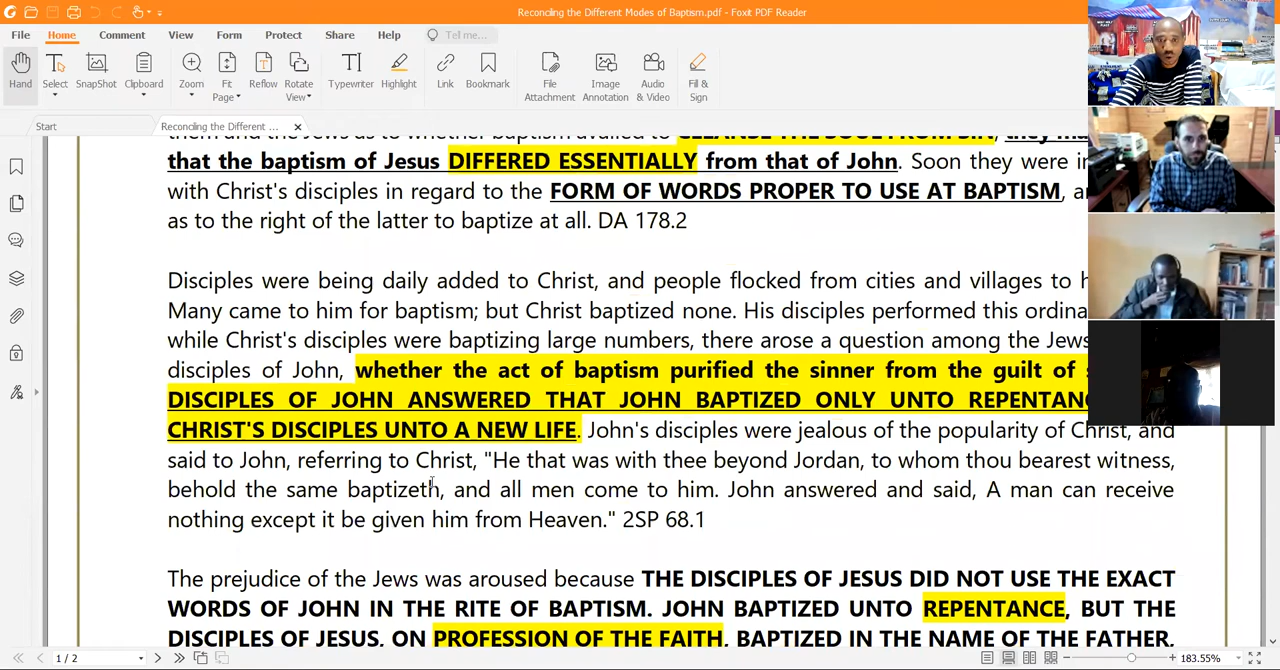 Reconciling the Different Modes of Baptism.pdf - Foxit PDF Reader
File Home Comment View Form Protect Share Help Tell me...
Hand Select SnapShot Clipboard Zoom Fit Page Reflow Rotate View Typewriter Highlight Link Bookmark File Attachment Image Annotation Audio & Video Fill & Sign
Start Reconciling the Different ...
to whether baptism availed to CLEANSE THE SOUL FROM SIN,
that the baptism of Jesus DIFFERED ESSENTIALLY from that of John. Soon they were
with Christ's disciples in regard to the FORM OF WORDS PROPER TO USE AT BAPTISM,
as to the right of the latter to baptize at all. DA 178.2
Disciples were being daily added to Christ, and people flocked from cities and villages to
Many came to him for baptism; but Christ baptized none. His disciples performed this
while Christ's disciples were baptizing large numbers, there arose a question among the Jews
disciples of John, whether the act of baptism purified the sinner from the guilt of
DISCIPLES OF JOHN ANSWERED THAT JOHN BAPTIZED ONLY UNTO
CHRIST'S DISCIPLES UNTO A NEW LIFE. John's disciples were jealous of the popularity of Christ, and
said to John, referring to Christ, "He that was with thee beyond Jordan, to whom thou bearest witness,
behold the same baptizeth, and all men come to him. John answered and said, A man can receive
nothing except it be given him from Heaven." 2SP 68.1
The prejudice of the Jews was aroused because THE DISCIPLES OF JESUS DID NOT USE THE EXACT
WORDS OF JOHN IN THE RITE OF BAPTISM. JOHN BAPTIZED UNTO REPENTANCE, BUT THE
DISCIPLES OF JESUS, ON PROFESSION OF THE FAITH, BAPTIZED IN THE NAME OF THE FATHER,
1 / 2 183.55%